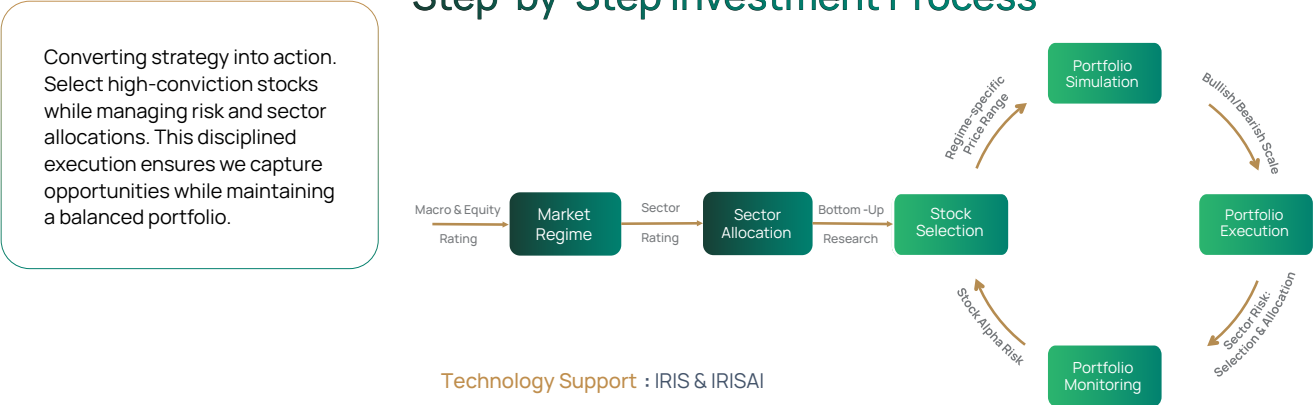 Step-by-Step Investment Process
Converting strategy into action.
Select high-conviction stocks
while managing risk and sector
allocations. This disciplined
execution ensures we capture
opportunities while maintaining
a balanced portfolio.
Macro & Equity
Rating
Market
Regime
Sector
Rating
Sector
Allocation
Bottom -Up
Research
Stock
Selection
Regime-specific
Price Range
Portfolio
Simulation
Bullish/Bearish Scale
Portfolio
Execution
Sector Risk:
Selection & Allocation
Portfolio
Monitoring
Stock Alpha Risk
Technology Support : IRIS & IRISAI